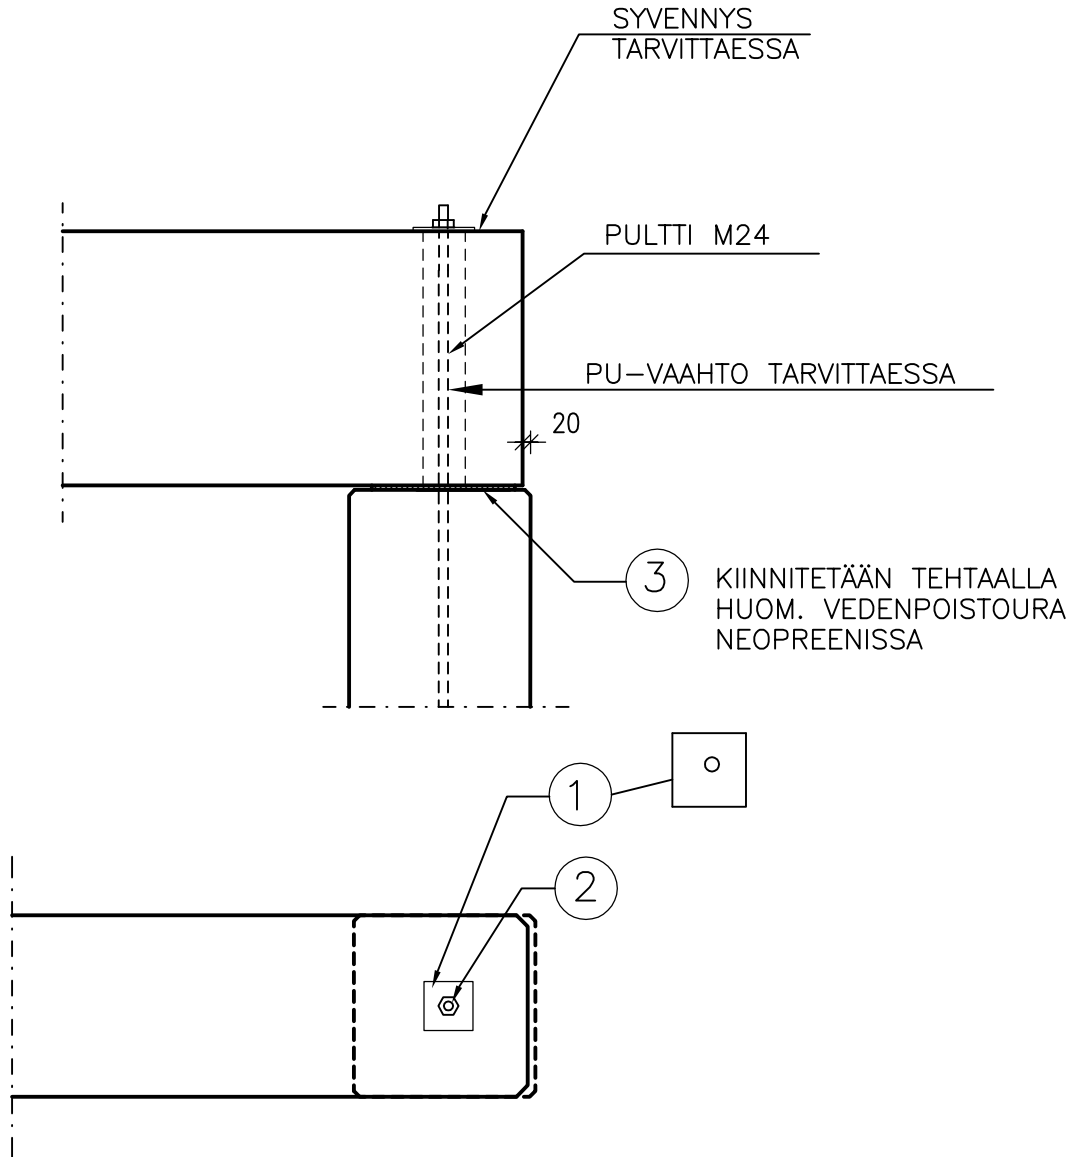 SYVENNYS
TARVITTAESSA
PULTTI M24
PU-VAAHTO TARVITTAESSA
20
3
KIINNITETÄÄN TEHTAALLA
HUOM. VEDENPOISTOURA
NEOPREENISSA
1
2